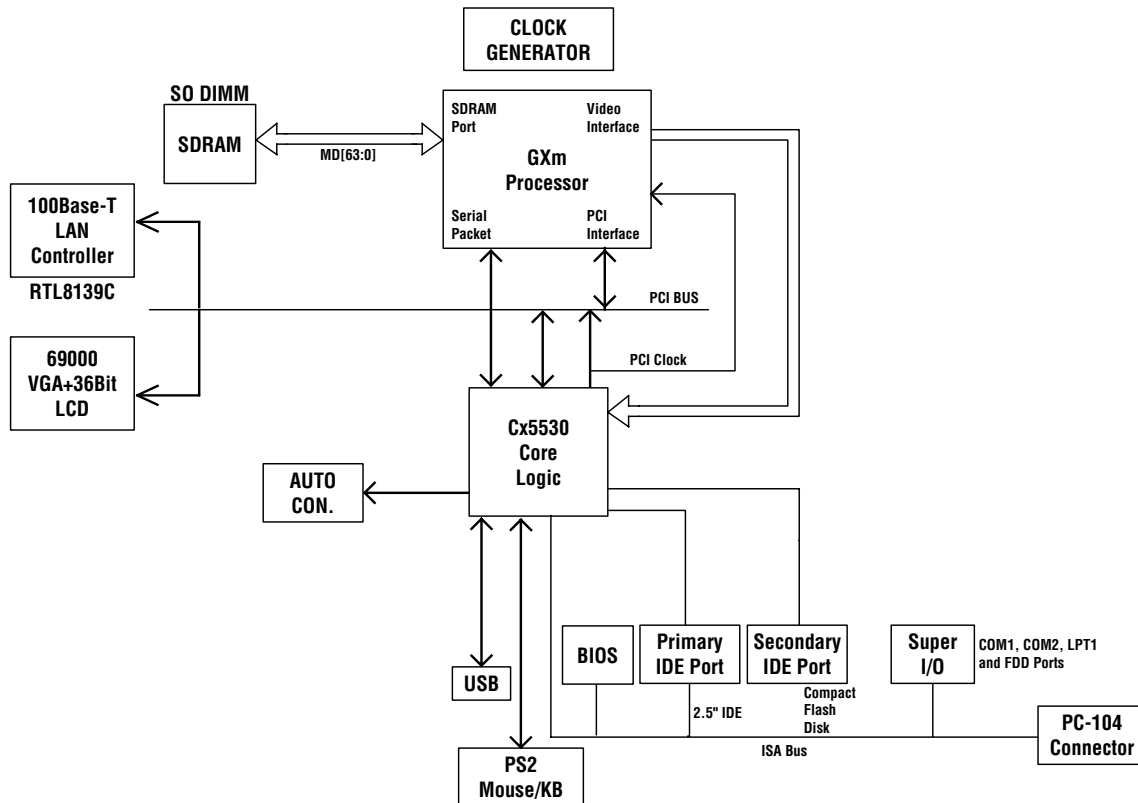 CLOCK
GENERATOR
SO DIMM
SDRAM
MD[63:0]
SDRAM
Port
Video
Interface
GXm
Processor
Serial
Packet
PCI
Interface
100Base-T
LAN
Controller
RTL8139C
PCI BUS
69000
VGA+36Bit
LCD
PCI Clock
Cx5530
Core
Logic
AUTO
CON.
BIOS
Primary
IDE Port
Secondary
IDE Port
Super
I/O
COM1, COM2, LPT1
and FDD Ports
USB
2.5" IDE
Compact
Flash
Disk
ISA Bus
PC-104
Connector
PS2
Mouse/KB